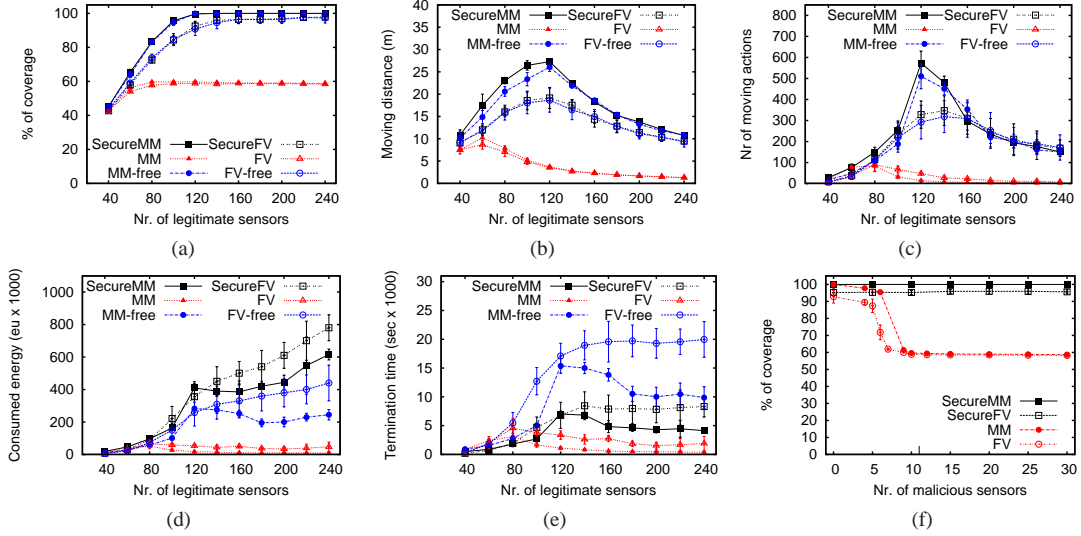 % of coverage
100
80
60
40
20
0
SecureMM
MM
MM-free
SecureFV
FV
FV-free
40 80 120 160 200 240
Nr. of legitimate sensors
(a)
Moving distance (m)
40
35
30
25
20
15
10
5
0
SecureMM
MM
MM-free
SecureFV
FV
FV-free
40 80 120 160 200 240
Nr. of legitimate sensors
(b)
Nr of moving actions
800
700
600
500
400
300
200
100
0
SecureMM
MM
MM-free
SecureFV
FV
FV-free
40 80 120 160 200 240
Nr. of legitimate sensors
(c)
Consumed energy (eu x 1000)
1000
800
600
400
200
0
SecureMM
MM
MM-free
SecureFV
FV
FV-free
40 80 120 160 200 240
Nr. of legitimate sensors
(d)
Termination time (sec x 1000)
30
25
20
15
10
5
0
SecureMM
MM
MM-free
SecureFV
FV
FV-free
40 80 120 160 200 240
Nr. of legitimate sensors
(e)
% of coverage
100
90
80
70
60
50
40
30
20
10
0
SecureMM
SecureFV
MM
FV
0 5 10 15 20 25 30
Nr. of malicious sensors
(f)